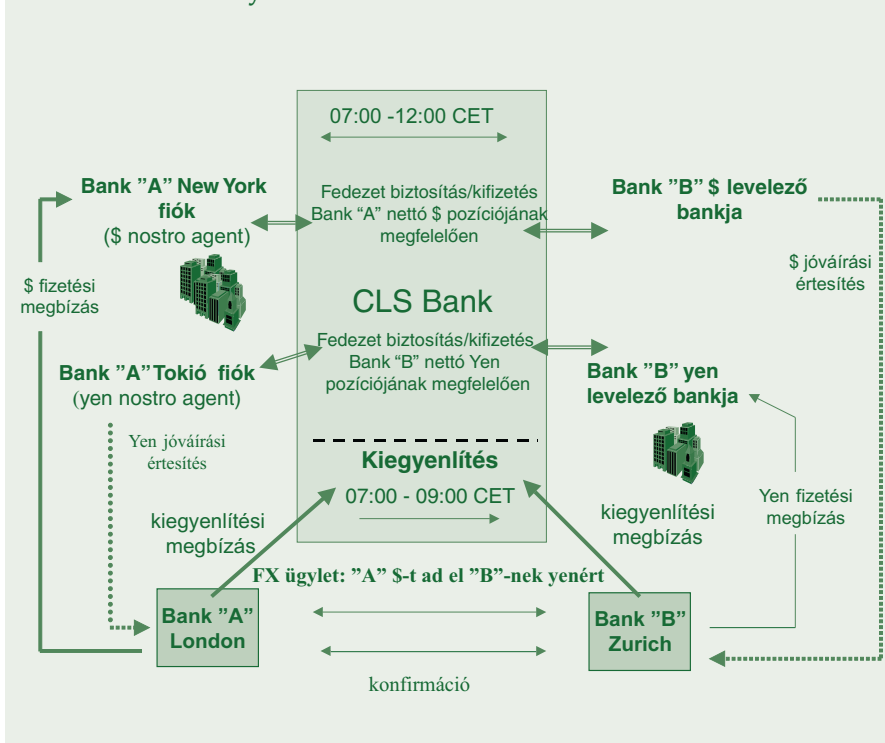 07:00 -12:00 CET
Bank ”A” New York
fiók
($ nostro agent)
Fedezet biztosítás/kifizetés
Bank “A” nettó $ pozíciójának
megfelelően
Bank ”B” $ levelező
bankja
$ fizetési
megbízás
$ jóváírási
értesítés
CLS Bank
Fedezet biztosítás/kifizetés
Bank “B” nettó Yen
pozíciójának megfelelően
Bank ”A” Tokió fiók
(yen nostro agent)
Bank ”B” yen
levelező bankja
Yen jóváírási
értesítés
Kiegyenlítés
07:00 - 09:00 CET
kiegyenlítési
megbízás
kiegyenlítési
megbízás
Yen fizetési
megbízás
FX ügylet: ”A” $-t ad el ”B”-nek yenért
Bank ”A”
London
Bank ”B”
Zurich
konfirmáció